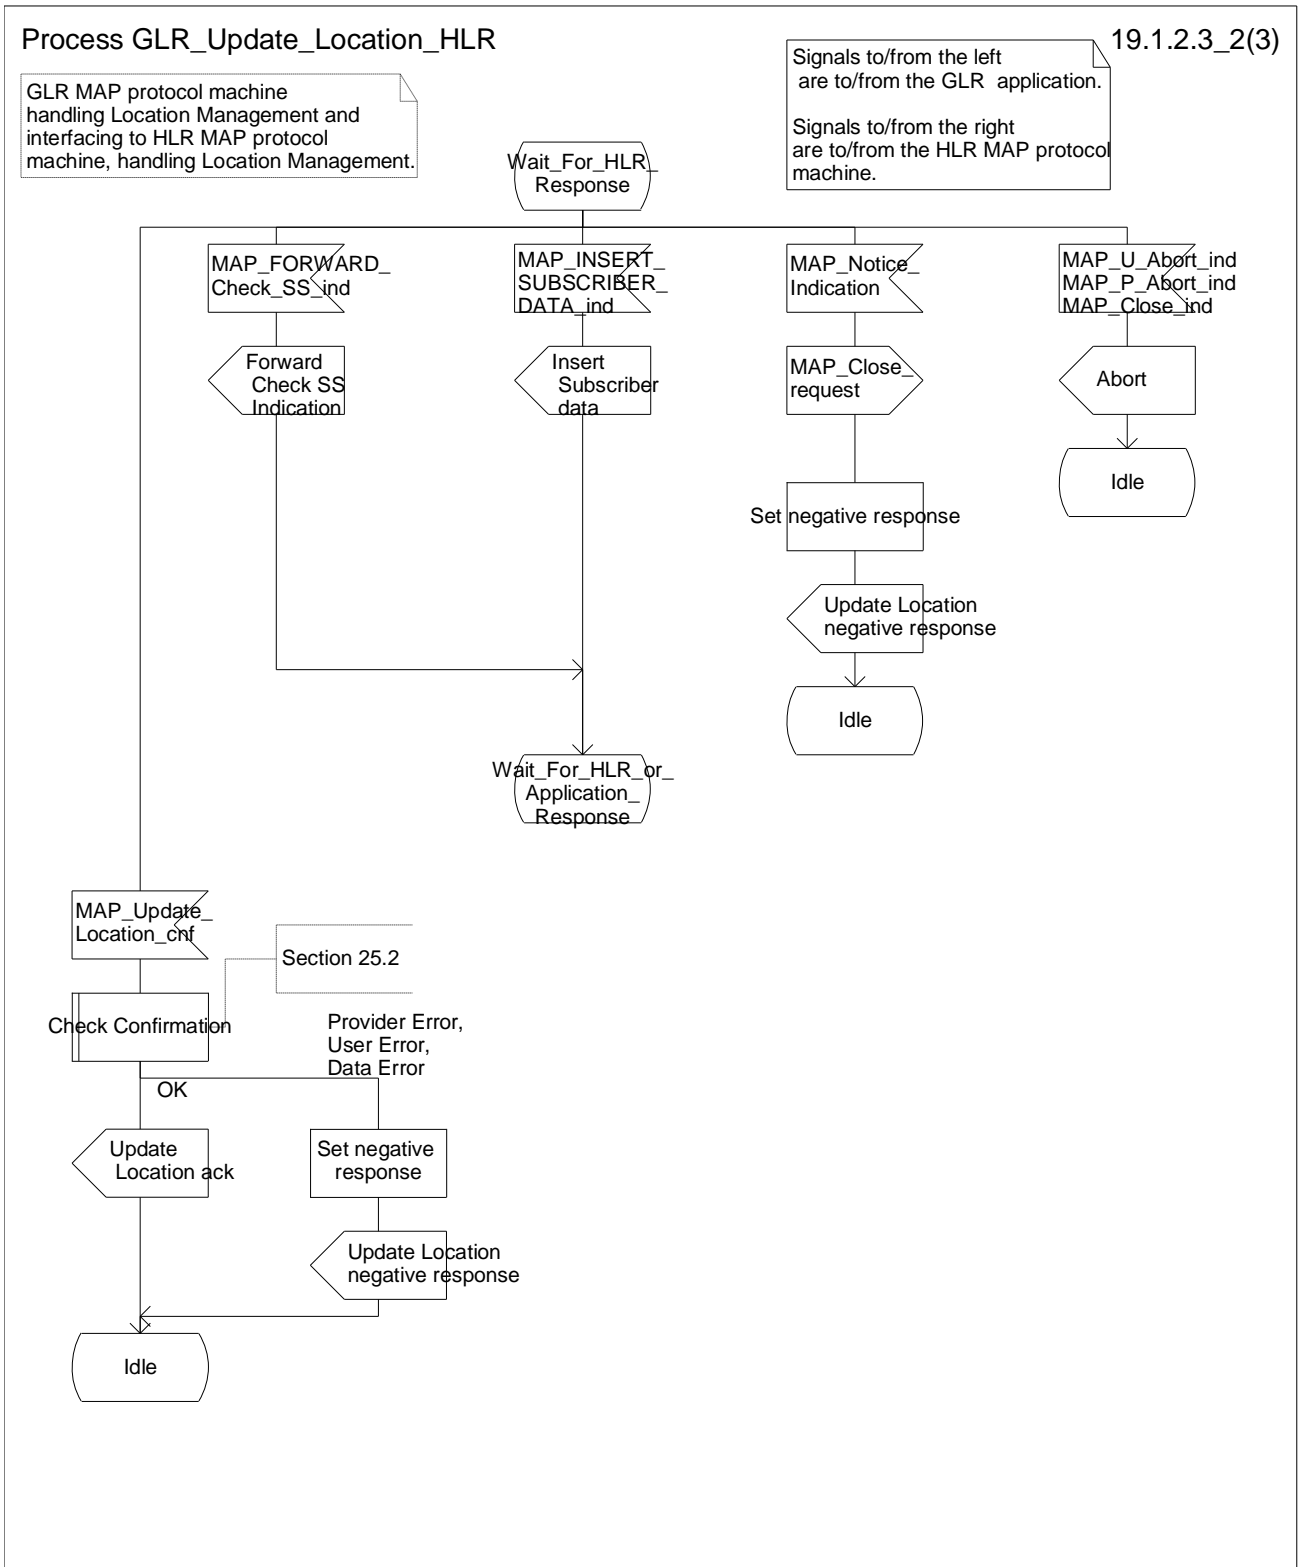 Process GLR_Update_Location_HLR
19.1.2.3_2(3)
GLR MAP protocol machine
handling Location Management and
interfacing to HLR MAP protocol
machine, handling Location Management.
Signals to/from the left
are to/from the GLR application.
Signals to/from the right
are to/from the HLR MAP protocol
machine.
Wait_For_HLR_
Response
MAP_FORWARD_
Check_SS_ind
MAP_INSERT_
SUBSCRIBER_
DATA_ind
MAP_Notice_
Indication
MAP_U_Abort_ind
MAP_P_Abort_ind
MAP_Close_ind
Forward
Check SS
Indication
Insert
Subscriber
data
MAP_Close_
request
Abort
Idle
Set negative response
Update Location
negative response
Idle
Wait_For_HLR_or_
Application_
Response
MAP_Update_
Location_cnf
Section 25.2
Check Confirmation
Provider Error,
User Error,
Data Error
OK
Update
Location ack
Set negative
response
Update Location
negative response
Idle